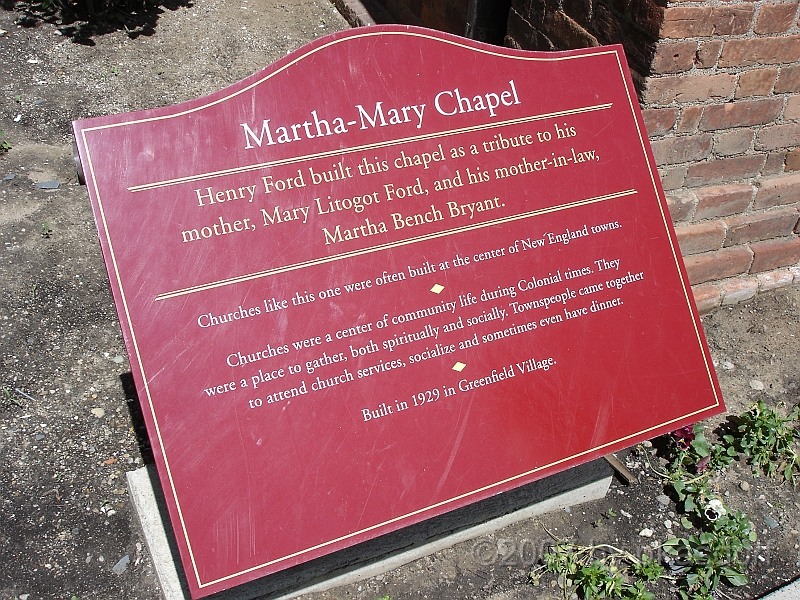 Martha-Mary Chapel
Henry Ford built this chapel as a tribute to his
mother, Mary Litogot Ford, and his mother-in-law,
Martha Bench Bryant.
Churches like this one were often built at the center of New England towns.
Churches were a center of community life during Colonial times. They
were a place to gather, both spiritually and socially. Townspeople came together
to attend church services, socialize and sometimes even have dinner.
Built in 1929 in Greenfield Village.